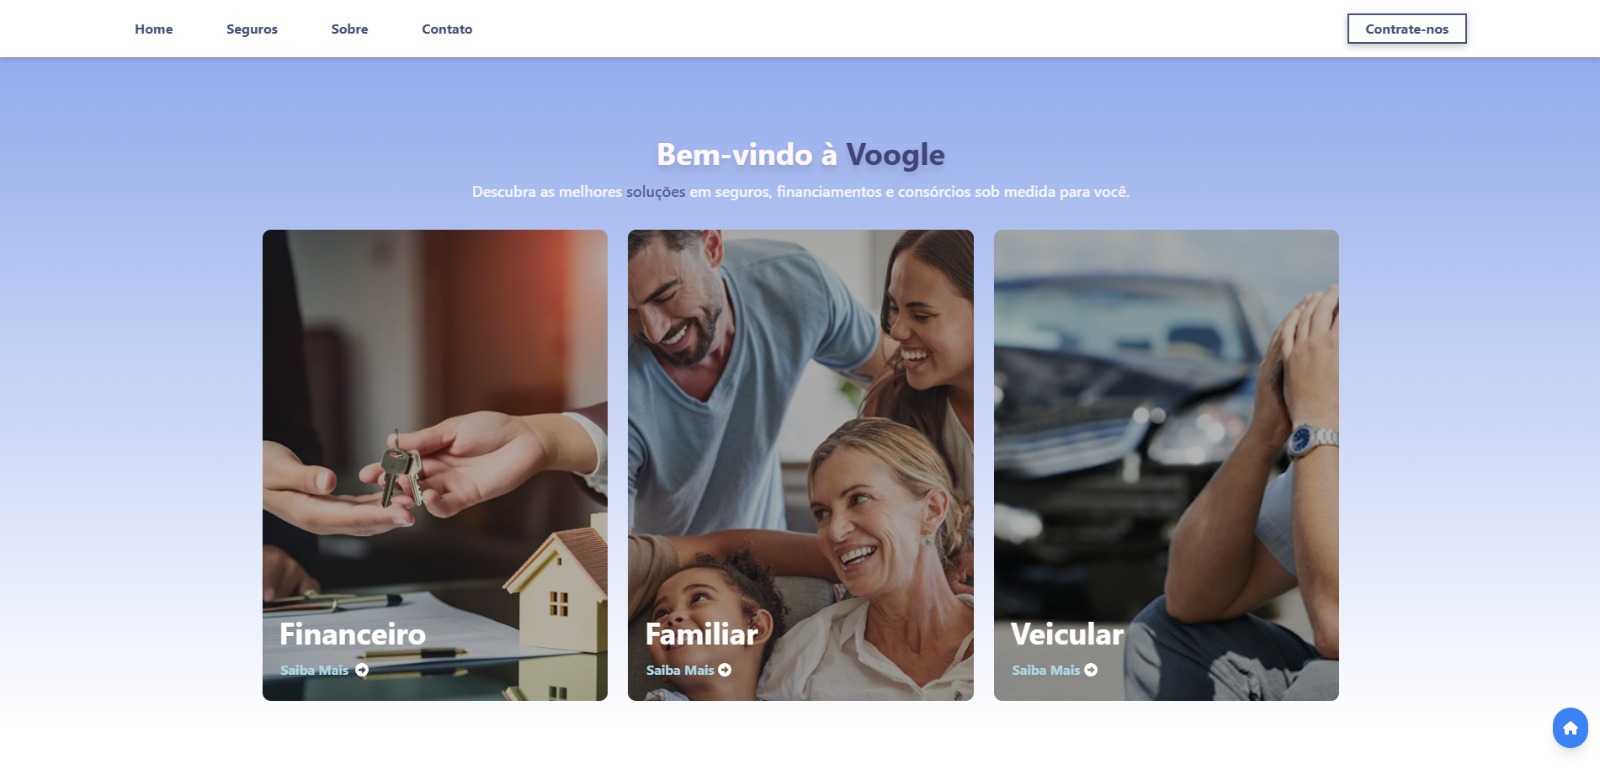 Home
Seguros
Sobre
Contato
Contrate-nos
Bem-vindo à Voogle
Descubra as melhores soluções em seguros, financiamentos e consórcios sob medida para você.
Financeiro
Saiba Mais
Familiar
Saiba Mais
Veicular
Saiba Mais